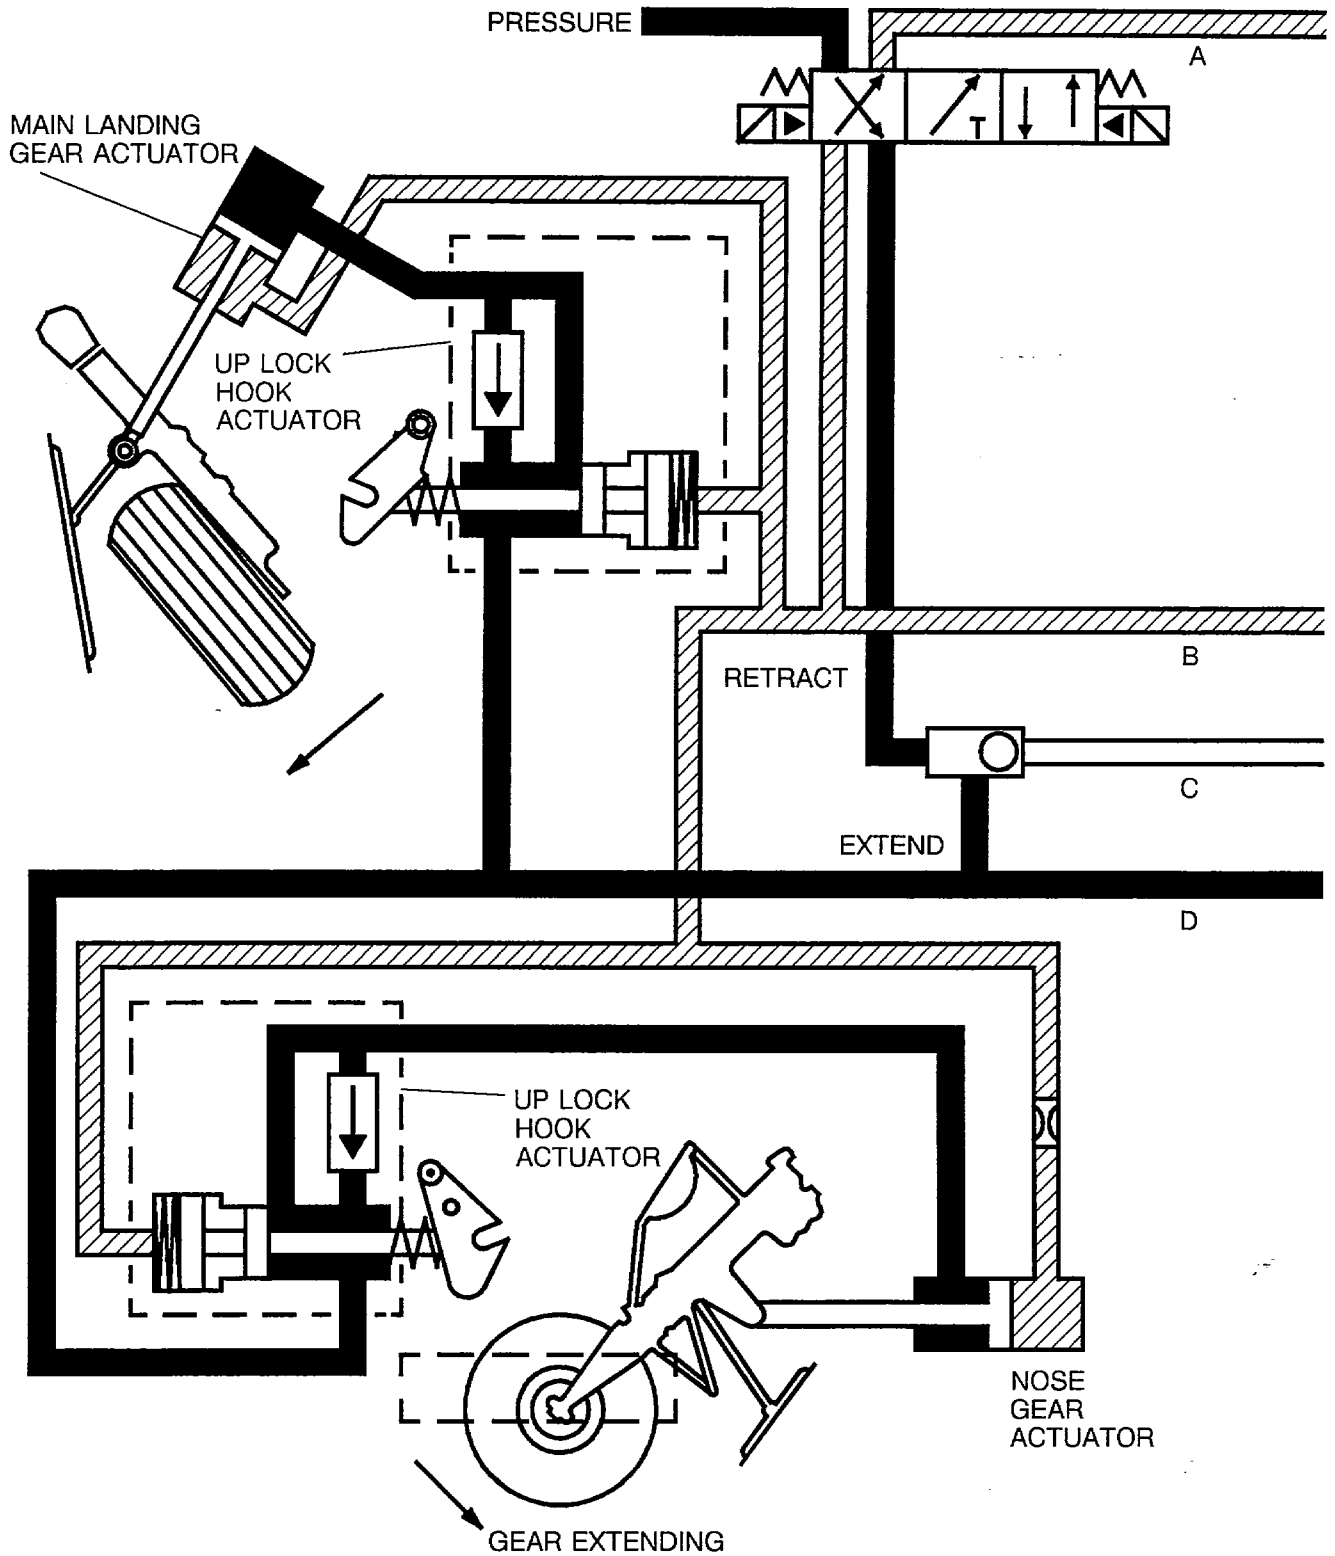 PRESSURE
A
MAIN LANDING
GEAR ACTUATOR
T
UP LOCK
HOOK
ACTUATOR
B
RETRACT
C
EXTEND
D
UP LOCK
HOOK
ACTUATOR
NOSE
GEAR
ACTUATOR
GEAR EXTENDING